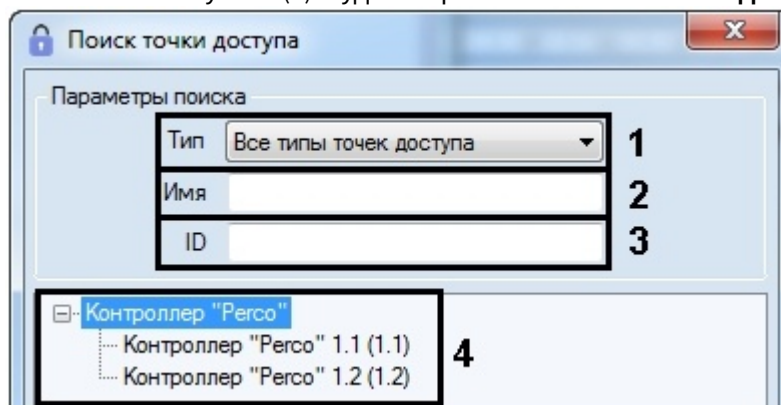 Поиск точки доступа
Параметры поиска
Тип Все типы точек доступа 1
Имя 2
ID 3
Контроллер "Perco"
Контроллер "Perco" 1.1 (1.1)
Контроллер "Perco" 1.2 (1.2)
4